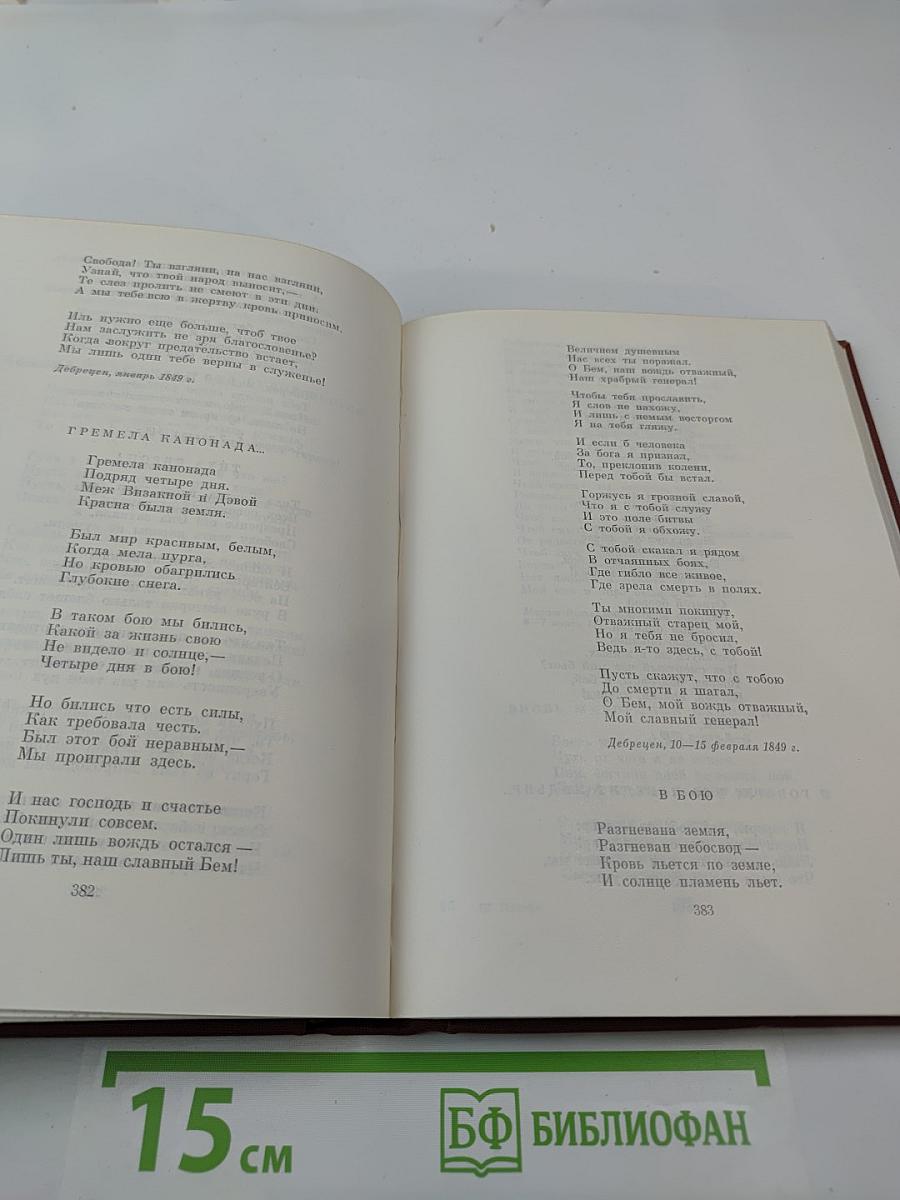 Свобода! Ты взгляни, на нас взгляни,
Узнай, что твой народ выносит,—
Те слез пролить не смеют в эти дни.
А мы тебе всю в жертву кровь приносим.
Иль нужно еще больше, чтоб твое
Нам заслужить не зря благословенье?
Когда вокруг предательство встает,
Мы лишь одни тебе верны в служенье!
Дебрецен, январь 1849 г.
ГРЕМЕЛА КАНОНАДА...
Гремела канонада
Подряд четыре дня.
Меж Визакной и Дэвой
Красна была земля.
Был мир красивым, белым,
Когда мела пурга,
Но кровью обагрились
Глубокие снега.
В таком бою мы бились,
Какой за жизнь свою
Не видело и солнце,—
Четыре дня в бою!
Но бились что есть силы,
Как требовала честь.
Был этот бой неравным,—
Мы проиграли здесь.
И нас господь и счастье
Покинули совсем.
Один лишь вождь остался —
Лишь ты, наш славный Бем!
382
Величием душевным
Нас всех ты поражал.
О Бем, наш вождь отважный,
Наш храбрый генерал!
Чтобы тебя прославить,
Я слов не нахожу,
И лишь с немым восторгом
Я на тебя гляжу.
И если б человека
За бога я признал,
То, преклонив колени,
Перед тобой бы встал.
Горжусь я грозной славой,
Что я с тобой служу
И это поле битвы
С тобой я обхожу.
С тобой скакал я рядом
В отчаянных боях,
Где гибло все живое,
Где зрела смерть в полях.
Ты многими покинут,
Отважный старец мой,
Но я тебя не бросил,
Ведь я-то здесь, с тобой!
Пусть скажут, что с тобою
До смерти я шагал,
О Бем, мой вождь отважный,
Мой славный генерал!
Дебрецен, 10—15 февраля 1849 г.
В БОЮ
Разгневана земля,
Разгневан небосвод —
Кровь льется по земле,
И солнце пламень льет.
383
15 см
БФ БИБЛИОФАН